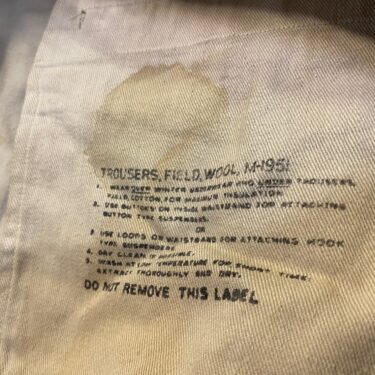 TROUSERS, FIELD, WOOL, M-1951
1. WEAR OVER WINTER UNDERWEAR AND UNDER TROUSERS,
FIELD, COTTON, FOR MAXIMUM INSULATION.
2. USE BUTTONS ON INSIDE WAISTBAND FOR ATTACHING
BUTTON TYPE SUSPENDERS.
OR
3. USE LOOPS ON WAISTBAND FOR ATTACHING HOOK
TYPE SUSPENDERS
4. DRY CLEAN IF POSSIBLE.
5. WASH AT LOW TEMPERATURE FOR SHORT TIME.
EXTRACT THOROUGHLY AND DRY.
DO NOT REMOVE THIS LABEL